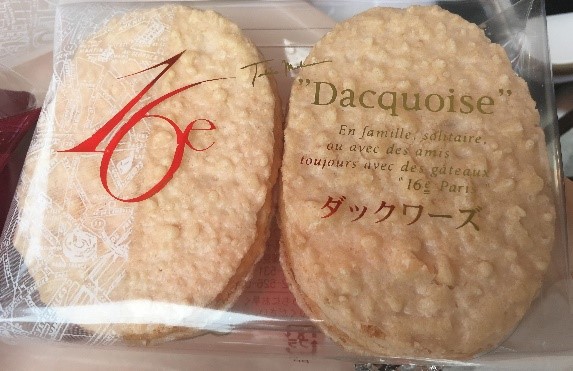 16e
"Dacquoise"
En famille, solitaire,
ou avec des amis
toujours avec des gâteaux
"16e Paris
ダックワーズ